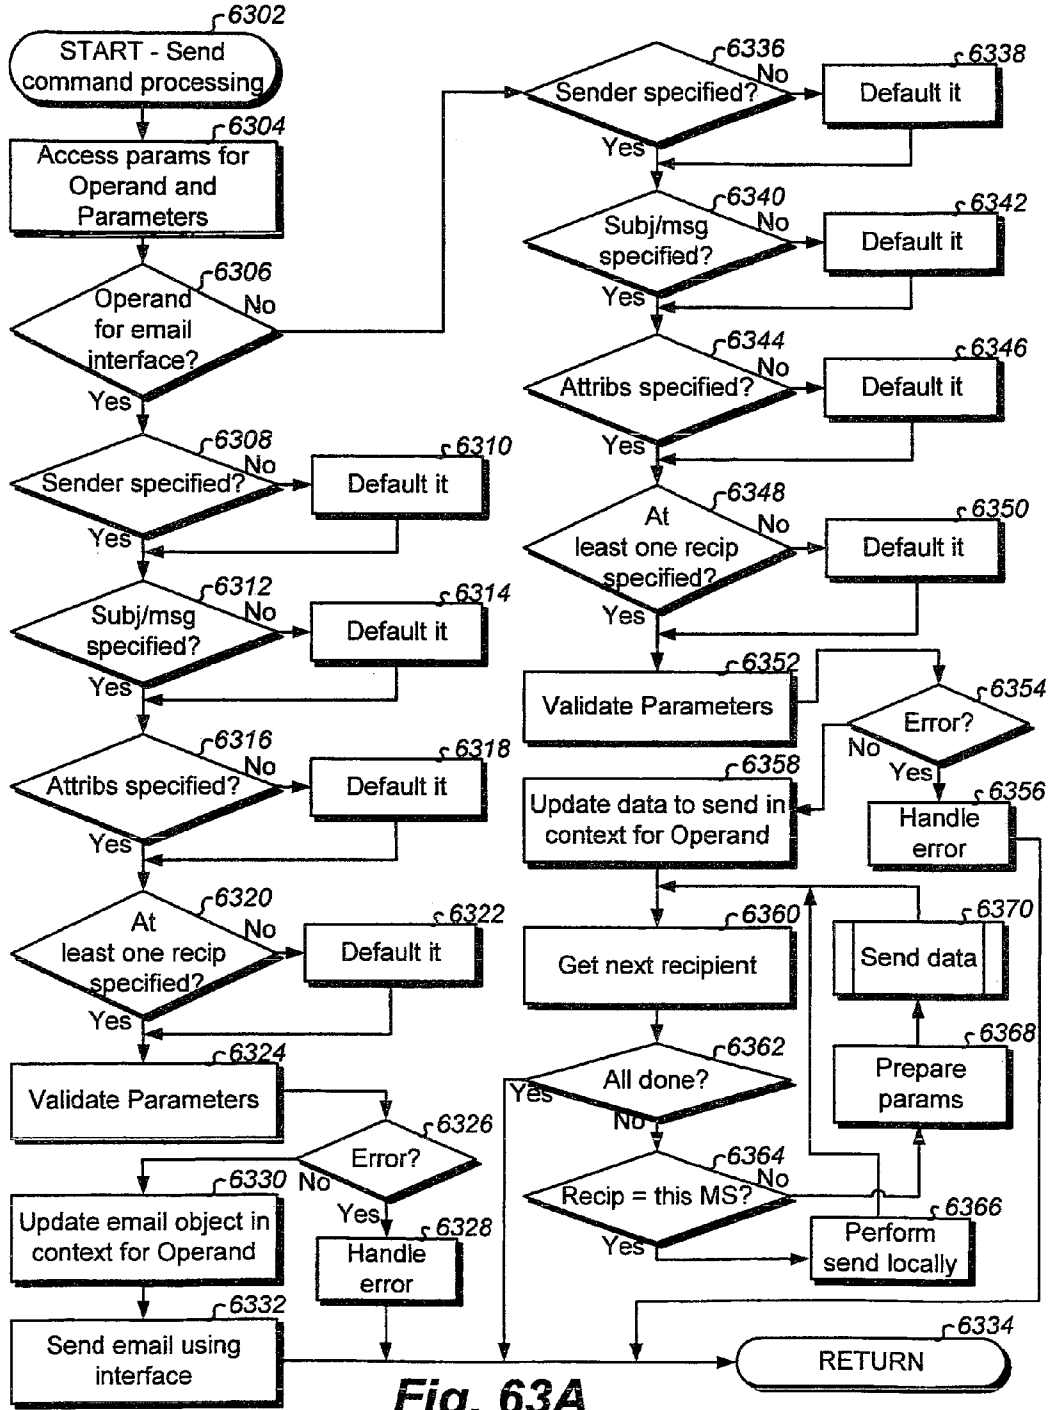 6302
START - Send
command processing
6304
Access params for
Operand and
Parameters
6306
Operand
for email
interface?
No
Yes
6308
Sender specified?
No
Yes
6310
Default it
6312
Subj/msg
specified?
No
Yes
6314
Default it
6316
Attribs specified?
No
Yes
6318
Default it
6320
At
least one recip
specified?
No
Yes
6322
Default it
6324
Validate Parameters
6326
Error?
No
Yes
6328
Handle
error
6330
Update email object in
context for Operand
6332
Send email using
interface
6336
Sender specified?
No
Yes
6338
Default it
6340
Subj/msg
specified?
No
Yes
6342
Default it
6344
Attribs specified?
No
Yes
6346
Default it
6348
At
least one recip
specified?
No
Yes
6350
Default it
6352
Validate Parameters
6354
Error?
No
Yes
6356
Handle
error
6358
Update data to send in
context for Operand
6360
Get next recipient
6362
All done?
Yes
No
6364
Recip = this MS?
No
Yes
6366
Perform
send locally
6368
Prepare
params
6370
Send data
6334
RETURN
Fig. 63A